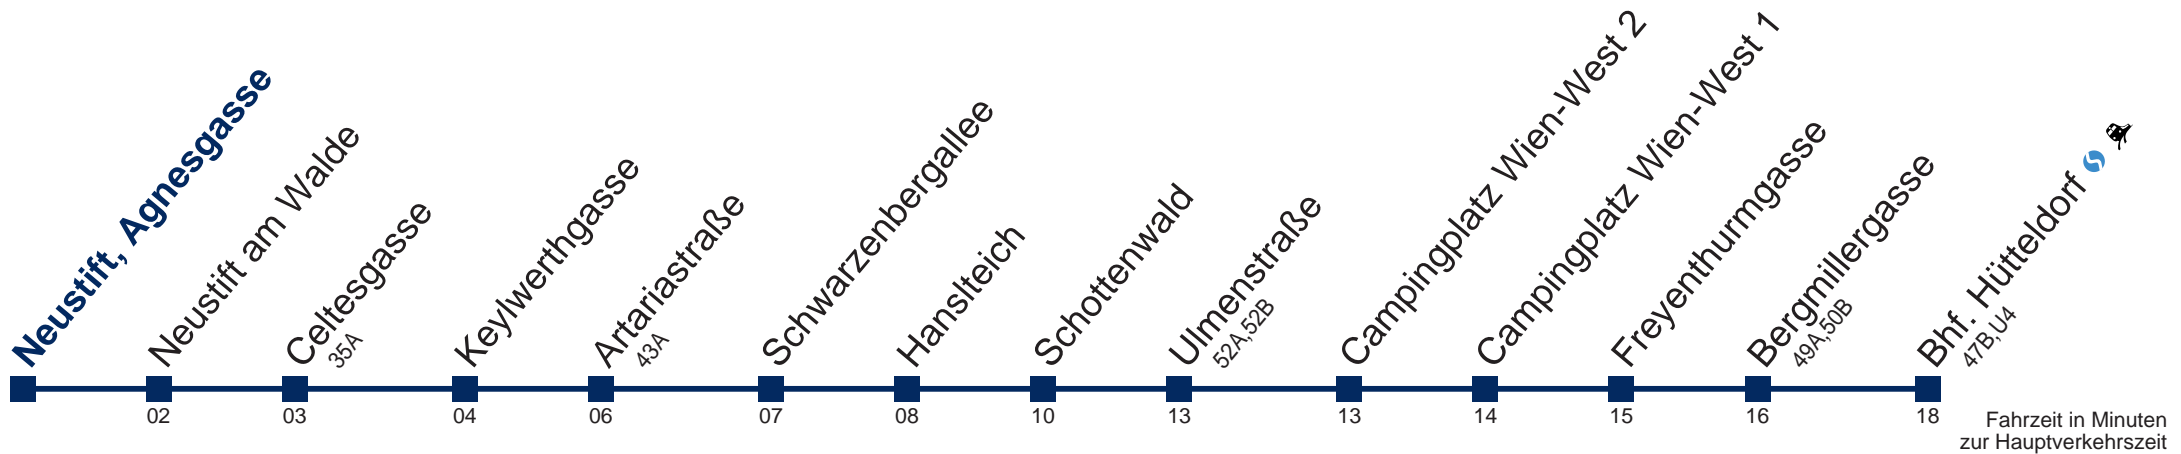 Neustift, Agnesgasse
Neustift am Walde
Celtesgasse
35A
Keylwerthgasse
Artariastraße
43A
Schwarzenbergallee
Hanslteich
Schottenwald
Ulmenstraße
52A,52B
Campingplatz Wien-West 2
Campingplatz Wien-West 1
Freyenthurmgasse
Bergmillergasse
49A,50B
Bhf. Hütteldorf
47B,U4
02
03
04
06
07
08
10
13
13
14
15
16
18
Fahrzeit in Minuten
zur Hauptverkehrszeit